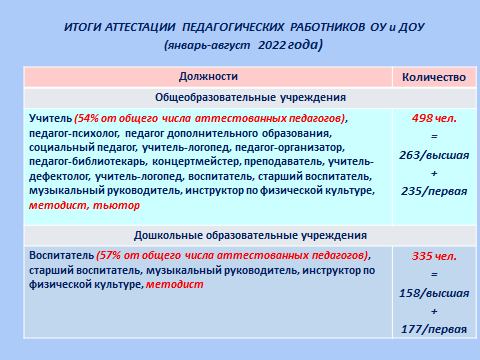 ИТОГИ АТТЕСТАЦИИ ПЕДАГОГИЧЕСКИХ РАБОТНИКОВ ОУ и ДОУ
(январь-август 2022 года)
Должности Количество
Общеобразовательные учреждения
Учитель (54% от общего числа аттестованных педагогов),
педагог-психолог, педагог дополнительного образования,
социальный педагог, учитель-логопед, педагог-организатор,
педагог-библиотекарь, концертмейстер, преподаватель, учитель-
дефектолог, учитель-логопед, воспитатель, старший воспитатель,
музыкальный руководитель, инструктор по физической культуре,
методист, тьютор
498 чел.
=
263/высшая
+
235/первая
Дошкольные образовательные учреждения
Воспитатель (57% от общего числа аттестованных педагогов),
старший воспитатель, музыкальный руководитель, инструктор по
физической культуре, методист
335 чел.
=
158/высшая
+
177/первая